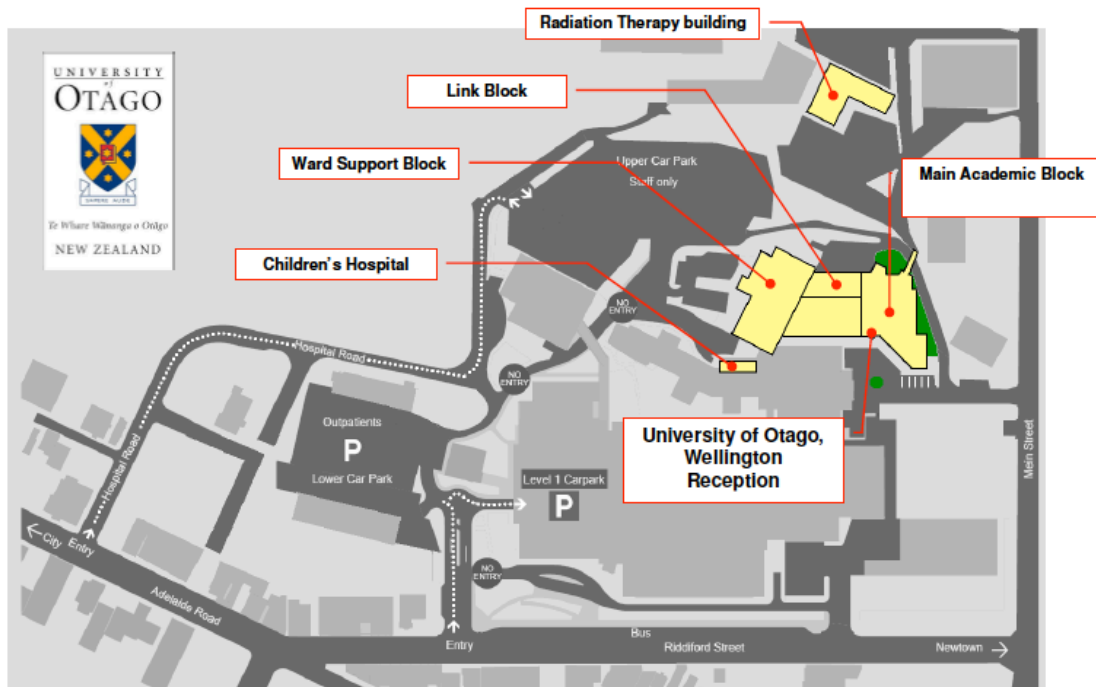 UNIVERSITY
of
OTAGO
SAPERE AUDE
Te Whare Wānanga o Otāgo
NEW ZEALAND
Radiation Therapy building
Link Block
Ward Support Block
Upper Car Park
Staff only
Main Academic Block
Children's Hospital
NO
ENTRY
Hospital Road
NO
ENTRY
Outpatients
P
Lower Car Park
University of Otago,
Wellington
Reception
Level 1 Carpark
P
Hospital Road
Mein Street
City
Entry
NO
ENTRY
Adelaide Road
Entry
Bus
Riddiford Street
Newtown